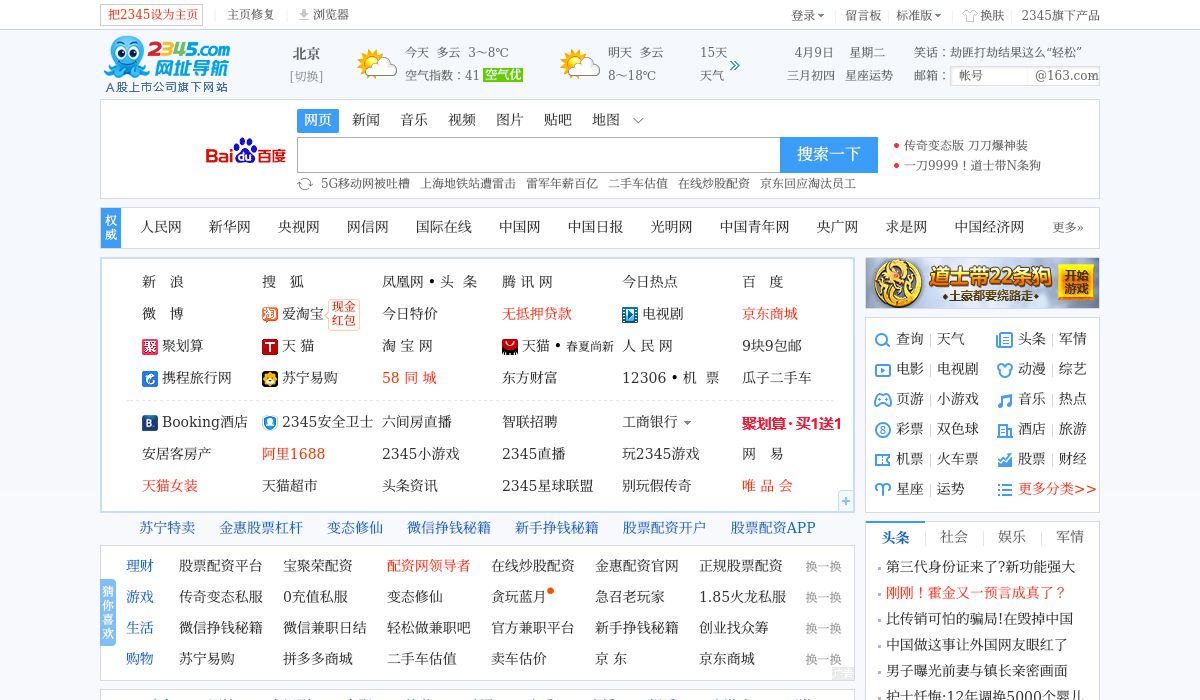 把2345设为主页 主页修复 浏览器 登录 留言板 标准版 换肤 2345旗下产品
2345.com 网址导航 A股上市公司旗下网站
北京 今天 多云 3~8℃ 明天 多云 15天 4月9日 星期二 笑话：劫匪打劫结果这么“轻松”
[切换] 空气指数：41 空气优 8~18℃ 天气 三月初四 星座运势 邮箱： 帐号 @163.com
网页 新闻 音乐 视频 图片 贴吧 地图
Bai du 百度 搜索一下
传奇变态版 刀刀爆神装
一刀9999！道士带N条狗
5G移动网被吐槽 上海地铁站遭雷击 雷军年薪百亿 二手车估值 在线炒股配资 京东回应淘汰员工
权威 人民网 新华网 央视网 网信网 国际在线 中国网 中国日报 光明网 中国青年网 央广网 求是网 中国经济网 更多»
新 浪 搜 狐 凤凰网 • 头 条 腾 讯 网 今日热点 百 度
微 博 爱淘宝 现金红包 今日特价 无抵押贷款 电视剧 京东商城
聚划算 天 猫 淘 宝 网 天猫 • 春夏尚新 人 民 网 9块9包邮
携程旅行网 苏宁易购 58 同 城 东方财富 12306 • 机 票 瓜子二手车
Booking酒店 2345安全卫士 六间房直播 智联招聘 工商银行 聚划算·买1送1
安居客房产 阿里1688 2345小游戏 2345直播 玩2345游戏 网 易
天猫女装 天猫超市 头条资讯 2345星球联盟 别玩假传奇 唯 品 会
苏宁特卖 金惠股票杠杆 变态修仙 微信挣钱秘籍 新手挣钱秘籍 股票配资开户 股票配资APP
猜你喜欢
理财 股票配资平台 宝聚荣配资 配资网领导者 在线炒股配资 金惠配资官网 正规股票配资 换一换
游戏 传奇变态私服 0充值私服 变态修仙 贪玩蓝月 急召老玩家 1.85火龙私服 换一换
生活 微信挣钱秘籍 微信兼职日结 轻松做兼职吧 官方兼职平台 新手挣钱秘籍 创业找众筹 换一换
购物 苏宁易购 拼多多商城 二手车估值 卖车估价 京 东 京东商城 换一换
广告
道士带22条狗 开始游戏
•土豪都要绕路走•
查询 天气 头条 军情
电影 电视剧 动漫 综艺
页游 小游戏 音乐 热点
彩票 双色球 酒店 旅游
机票 火车票 股票 财经
星座 运势 更多分类>>
头条 社会 娱乐 军情
第三代身份证来了?新功能强大
刚刚！霍金又一预言成真了？
比传销可怕的骗局!在毁掉中国
中国做这事让外国网友眼红了
男子曝光前妻与镇长亲密画面
护士忏悔:12年调换5000个婴儿